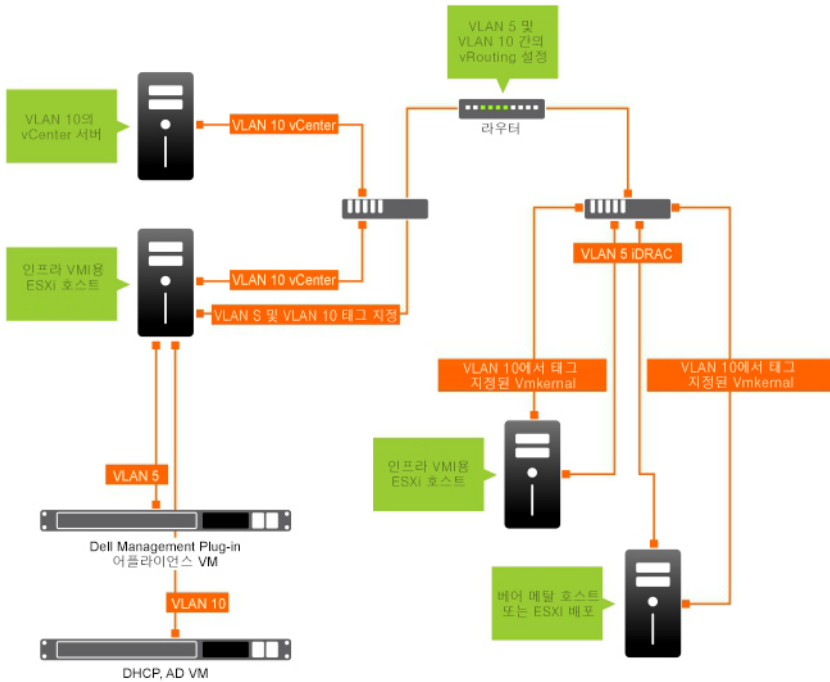 VLAN 5 및
VLAN 10 간의
vRouting 설정
라우터
VLAN 10의
vCenter 서버
VLAN 10 vCenter
인프라 VMI용
ESXi 호스트
VLAN 10 vCenter
VLAN S 및 VLAN 10 태그 지정
VLAN 5 iDRAC
VLAN 10에서 태그
지정된 Vmkernal
VLAN 10에서 태그
지정된 Vmkernal
인프라 VMI용
ESXi 호스트
VLAN 5
Dell Management Plug-in
어플라이언스 VM
베어 메탈 호스트
또는 ESXI 배포
VLAN 10
DHCP, AD VM